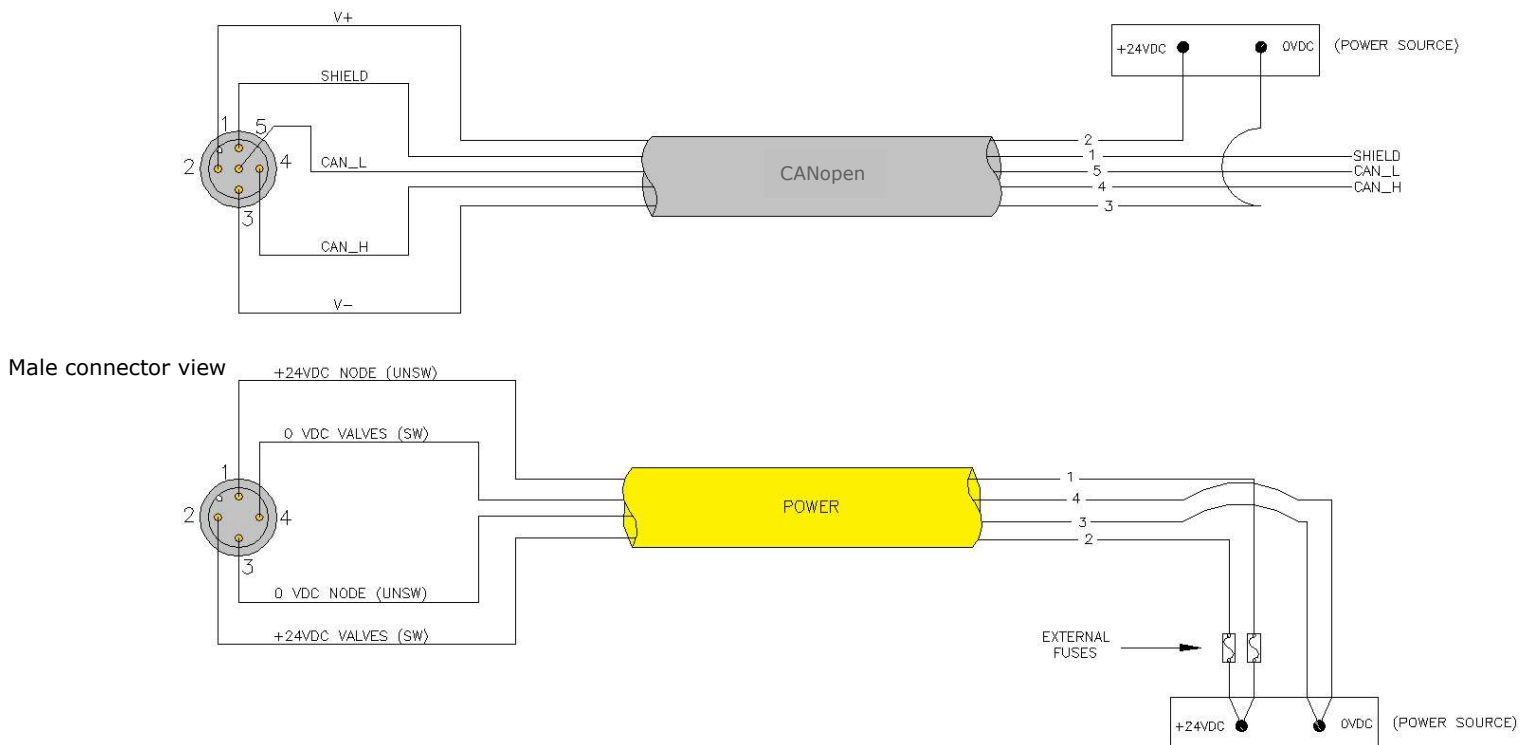 V+
SHIELD
+24VDC
0VDC
(POWER SOURCE)
1
5
2
4
3
CAN_L
CAN_H
V-
CANopen
2
1
5
4
3
SHIELD
CAN_L
CAN_H
Male connector view
+24VDC NODE (UNSW)
0 VDC VALVES (SW)
1
2
4
3
0 VDC NODE (UNSW)
+24VDC VALVES (SW)
POWER
1
4
3
2
EXTERNAL
FUSES
+24VDC
0VDC
(POWER SOURCE)